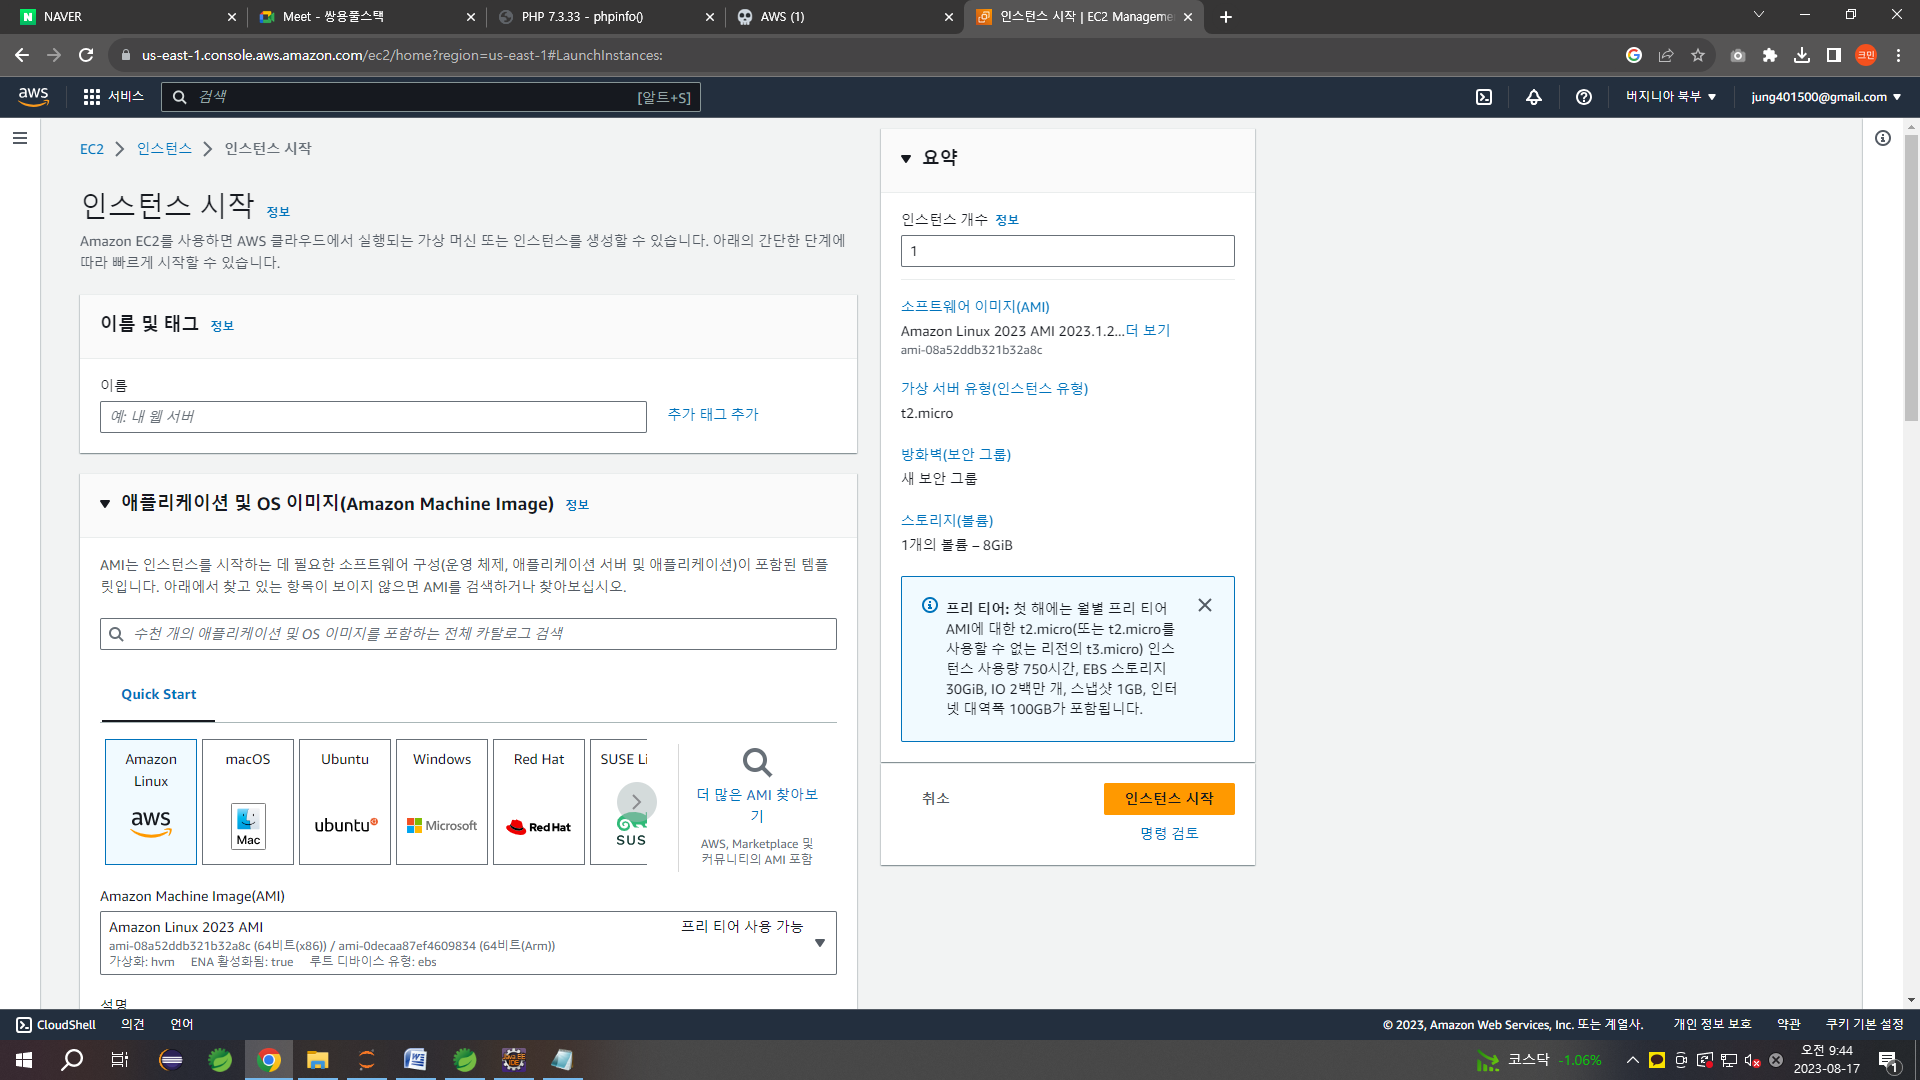 NAVER
Meet - 쌍용풀스택
PHP 7.3.33 - phpinfo()
AWS (1)
인스턴스 시작 | EC2 Manageme
us-east-1.console.aws.amazon.com/ec2/home?region=us-east-1#LaunchInstances:
크민
aws
서비스
검색
[알트+S]
버지니아 북부
jung401500@gmail.com
EC2
인스턴스
인스턴스 시작
인스턴스 시작 정보
Amazon EC2를 사용하면 AWS 클라우드에서 실행되는 가상 머신 또는 인스턴스를 생성할 수 있습니다. 아래의 간단한 단계에
따라 빠르게 시작할 수 있습니다.
이름 및 태그 정보
이름
예: 내 웹 서버
추가 태그 추가
애플리케이션 및 OS 이미지(Amazon Machine Image) 정보
AMI는 인스턴스를 시작하는 데 필요한 소프트웨어 구성(운영 체제, 애플리케이션 서버 및 애플리케이션)이 포함된 템플
릿입니다. 아래에서 찾고 있는 항목이 보이지 않으면 AMI를 검색하거나 찾아보십시오.
수천 개의 애플리케이션 및 OS 이미지를 포함하는 전체 카탈로그 검색
Quick Start
Amazon
Linux
aws
macOS
Mac
Ubuntu
ubuntu
Windows
Microsoft
Red Hat
Red Hat
SUSE Li
SUS
더 많은 AMI 찾아보
기
AWS, Marketplace 및
커뮤니티의 AMI 포함
Amazon Machine Image(AMI)
Amazon Linux 2023 AMI
프리 티어 사용 가능
ami-08a52ddb321b32a8c (64비트(x86)) / ami-0decaa87ef4609834 (64비트(Arm))
가상화: hvm ENA 활성화됨: true 루트 디바이스 유형: ebs
설명
요약
인스턴스 개수 정보
1
소프트웨어 이미지(AMI)
Amazon Linux 2023 AMI 2023.1.2...더 보기
ami-08a52ddb321b32a8c
가상 서버 유형(인스턴스 유형)
t2.micro
방화벽(보안 그룹)
새 보안 그룹
스토리지(볼륨)
1개의 볼륨 – 8GiB
프리 티어: 첫 해에는 월별 프리 티어
AMI에 대한 t2.micro(또는 t2.micro를
사용할 수 없는 리전의 t3.micro) 인스
턴스 사용량 750시간, EBS 스토리지
30GiB, IO 2백만 개, 스냅샷 1GB, 인터
넷 대역폭 100GB가 포함됩니다.
취소
인스턴스 시작
명령 검토
CloudShell
의견
언어
© 2023, Amazon Web Services, Inc. 또는 계열사.
개인 정보 보호
약관
쿠키 기본 설정
코스닥 -1.06%
오전 9:44
2023-08-17
1